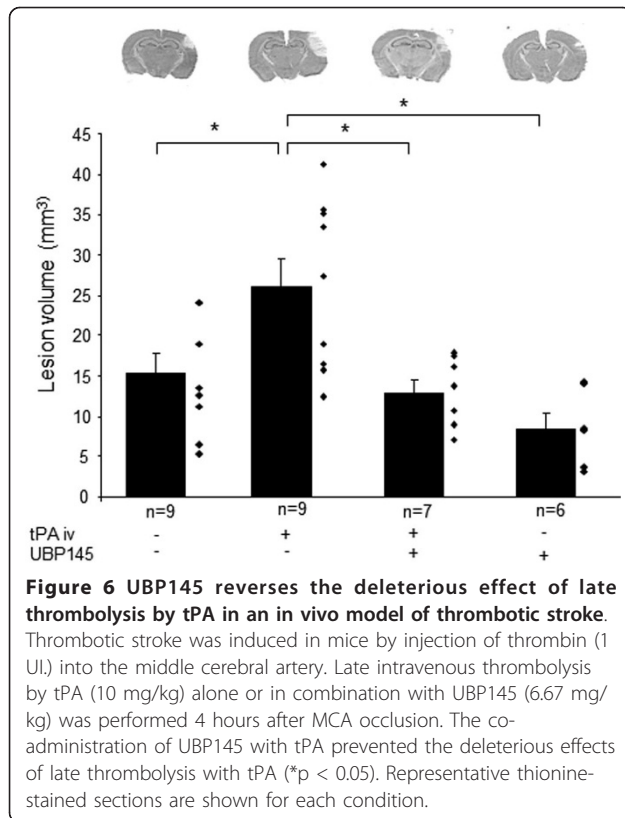 * * *
45
40
35
30
25
20
15
10
5
0
Lesion volume (mm³)
n=9 n=9 n=7 n=6
tPA iv - + + -
UBP145 - - + +
Figure 6 UBP145 reverses the deleterious effect of late
thrombolysis by tPA in an in vivo model of thrombotic stroke.
Thrombotic stroke was induced in mice by injection of thrombin (1
UI.) into the middle cerebral artery. Late intravenous thrombolysis
by tPA (10 mg/kg) alone or in combination with UBP145 (6.67 mg/
kg) was performed 4 hours after MCA occlusion. The co-
administration of UBP145 with tPA prevented the deleterious effects
of late thrombolysis with tPA (*p < 0.05). Representative thionine-
stained sections are shown for each condition.